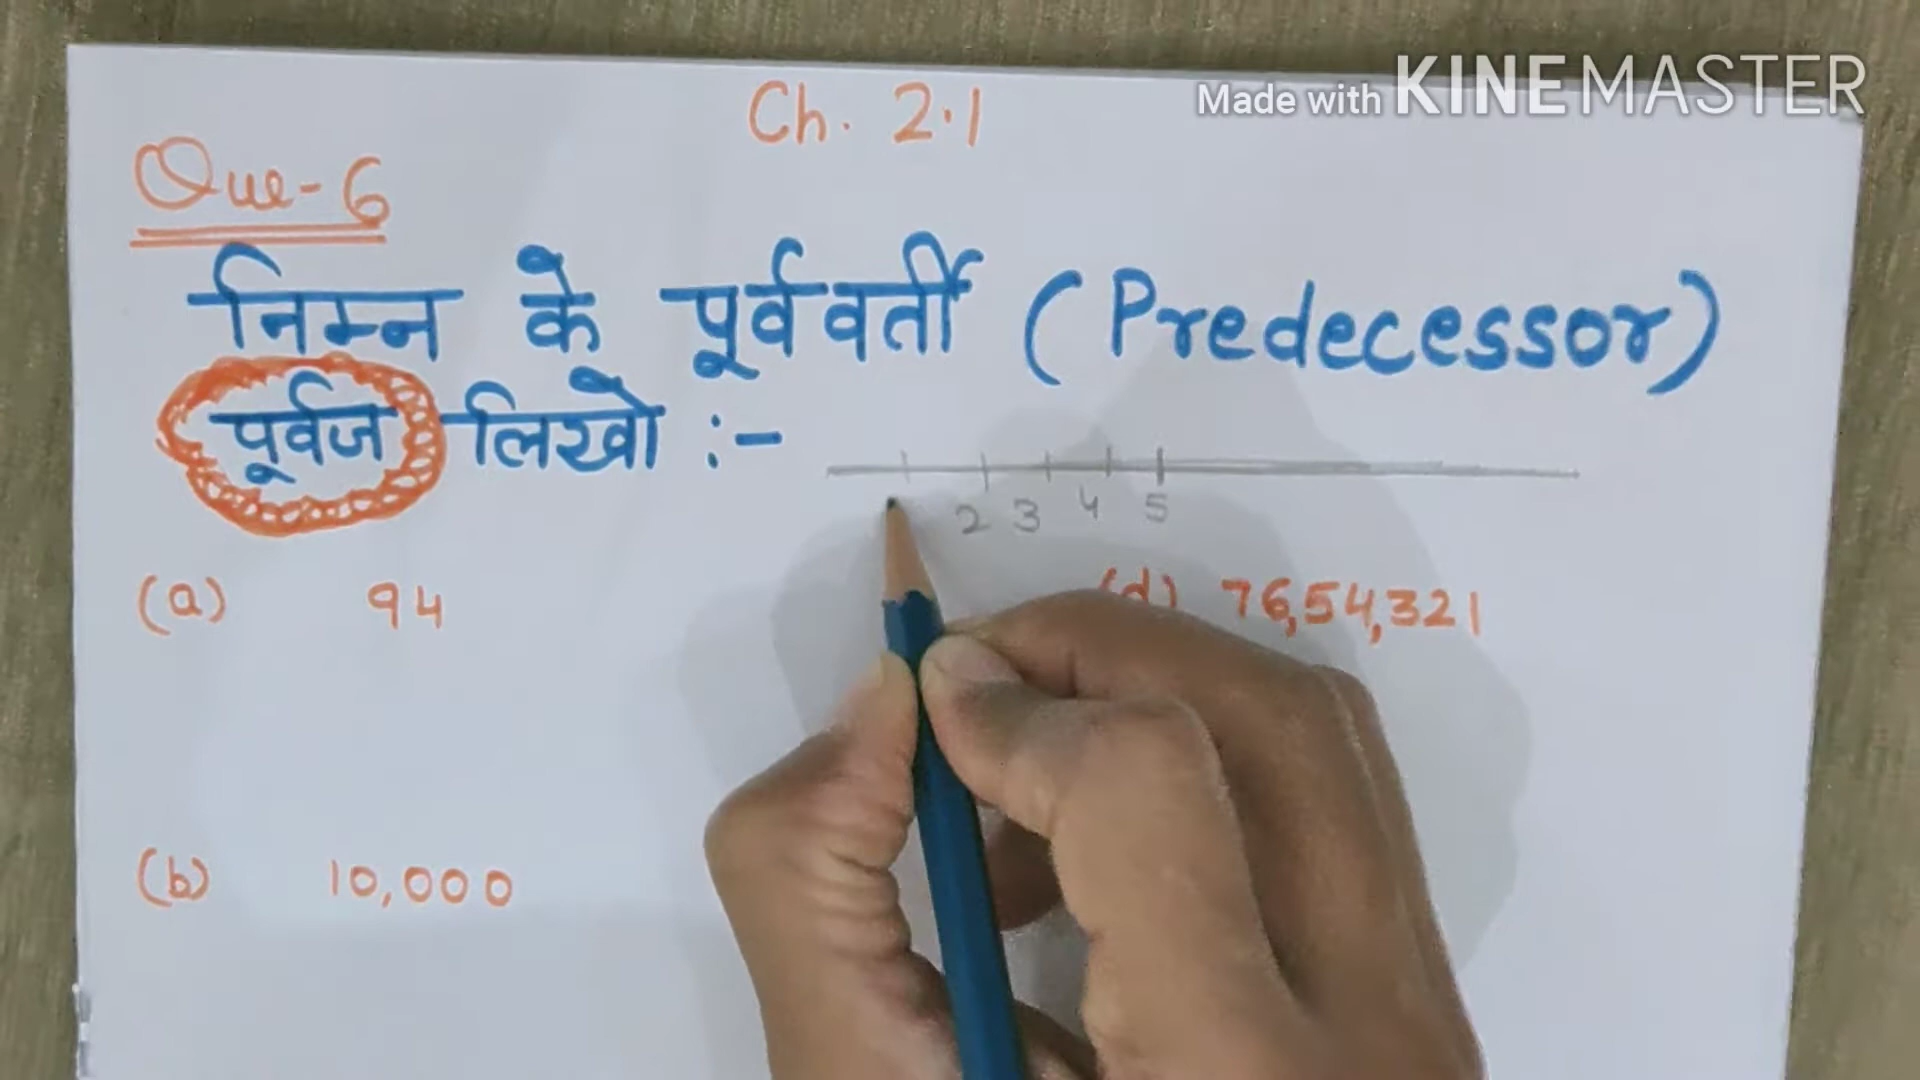 Made with KINEMASTER
Ch. 2.1
Que-6
निम्न के पूर्ववर्ती (Predecessor)
पूर्वज लिखो :-
2 3 4 5
(a) 94
(d) 76,54,321
(b) 10,000